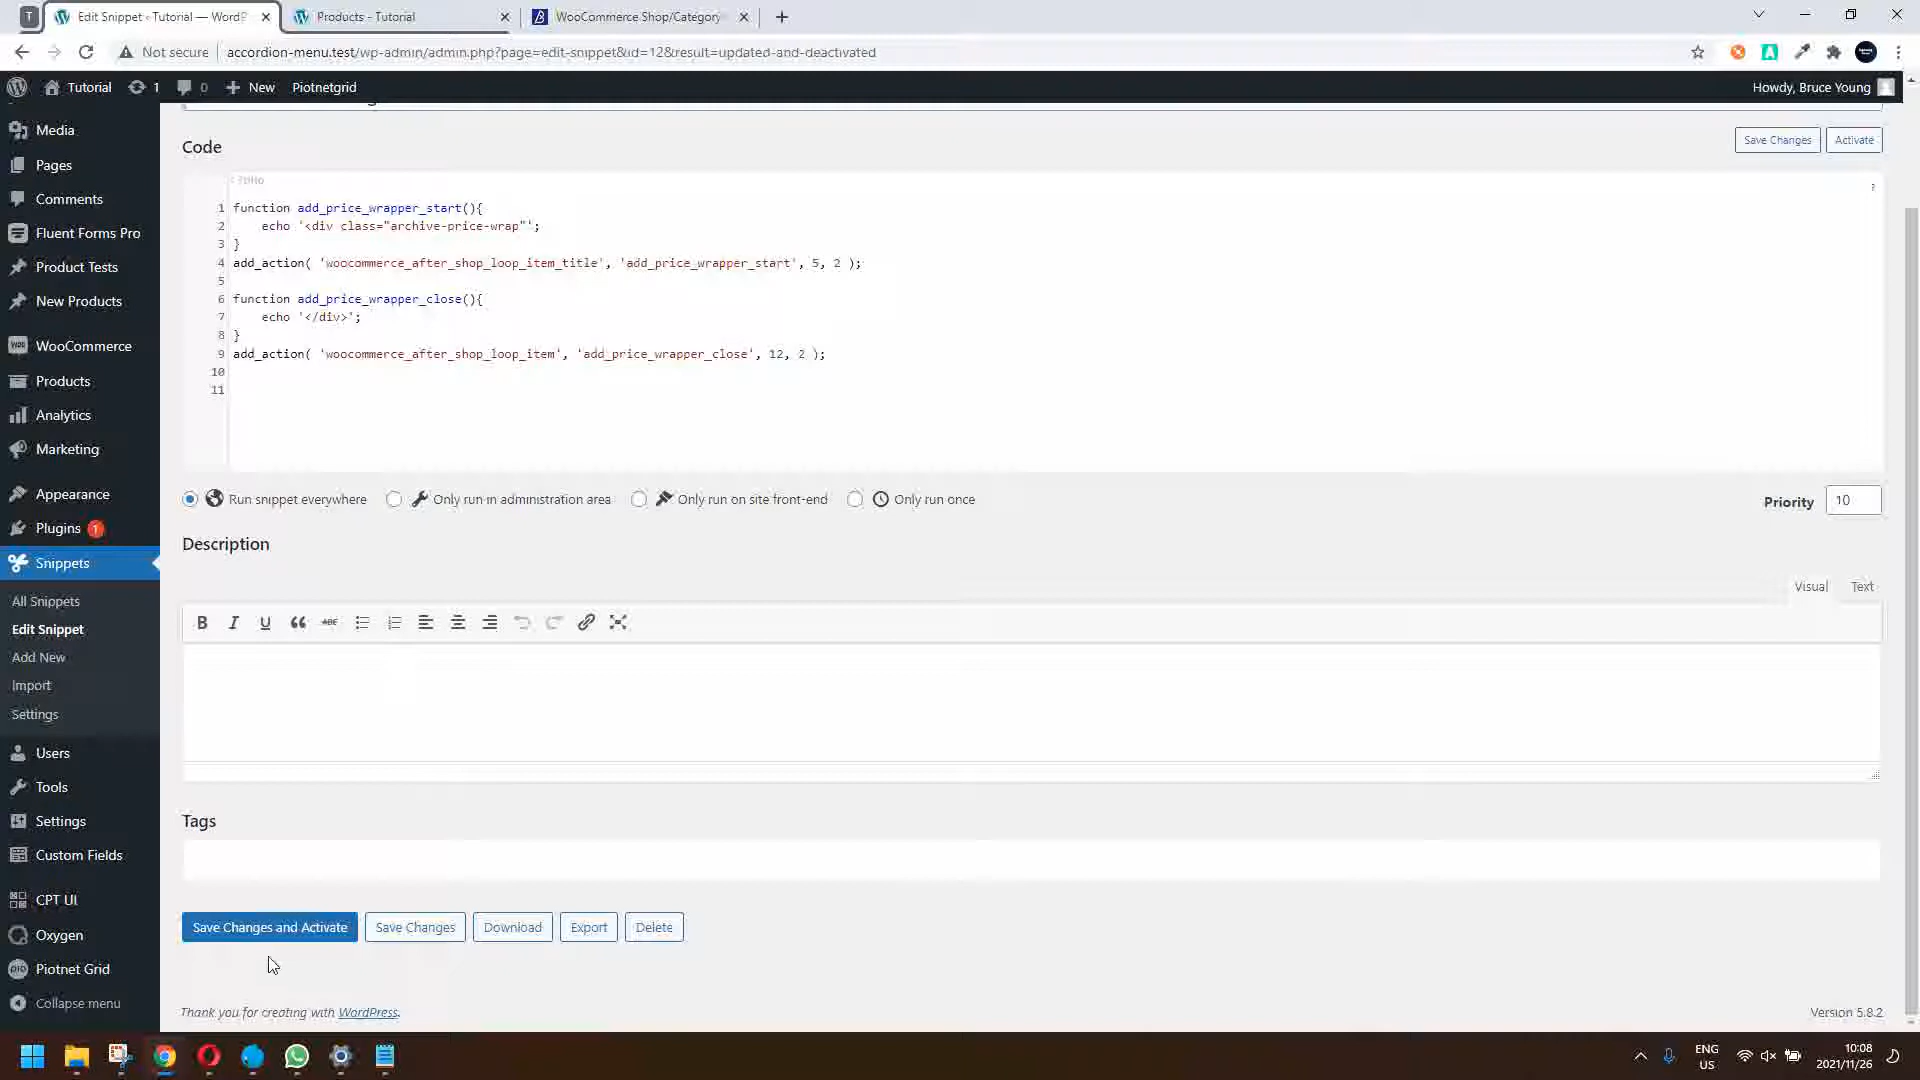 T
Edit Snippet ‹ Tutorial — WordP
Products - Tutorial
WooCommerce Shop/Category
Not secure
accordion-menu.test/wp-admin/admin.php?page=edit-snippet&id=12&result=updated-and-deactivated
Tutorial
1
0
New
Piotnetgrid
Howdy, Bruce Young
Media
Pages
Comments
Fluent Forms Pro
Product Tests
New Products
WooCommerce
Products
Analytics
Marketing
Appearance
Plugins 1
Snippets
All Snippets
Edit Snippet
Add New
Import
Settings
Users
Tools
Settings
Custom Fields
CPT UI
Oxygen
Piotnet Grid
Collapse menu
Code
Save Changes
Activate
<?php
?
1 function add_price_wrapper_start(){
2 echo '<div class="archive-price-wrap"';
3 }
4 add_action( 'woocommerce_after_shop_loop_item_title', 'add_price_wrapper_start', 5, 2 );
5
6 function add_price_wrapper_close(){
7 echo '</div>';
8 }
9 add_action( 'woocommerce_after_shop_loop_item', 'add_price_wrapper_close', 12, 2 );
10
11
Run snippet everywhere
Only run in administration area
Only run on site front-end
Only run once
Priority
10
Description
Visual
Text
B I U ABC
Tags
Save Changes and Activate
Save Changes
Download
Export
Delete
Thank you for creating with WordPress.
Version 5.8.2
ENG
US
10:08
2021/11/26